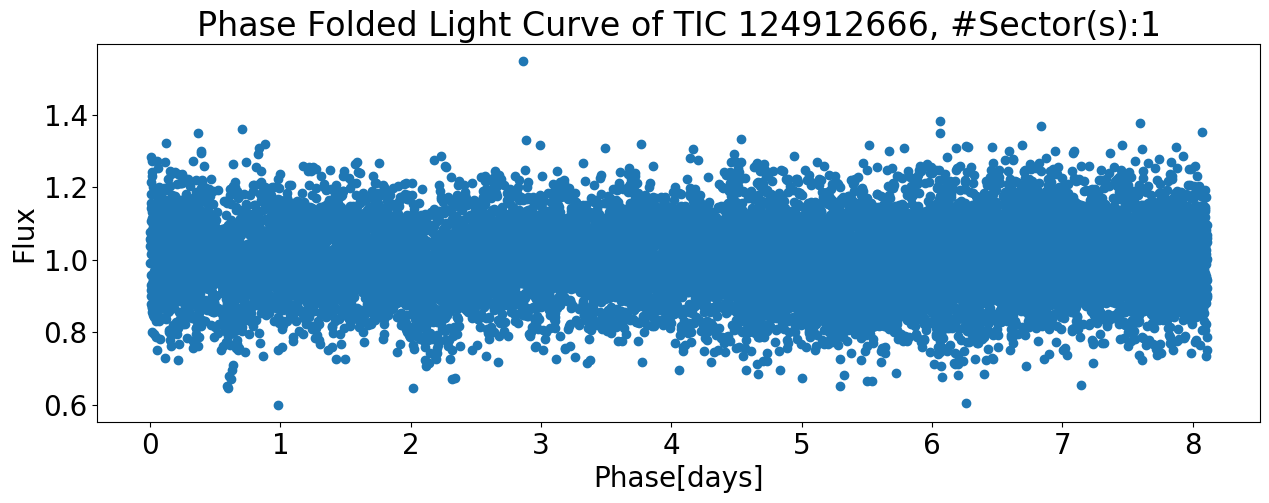 Phase Folded Light Curve of TIC 124912666, #Sector(s):1
1.4
1.2
1.0
0.8
0.6
Flux
0 1 2 3 4 5 6 7 8
Phase[days]